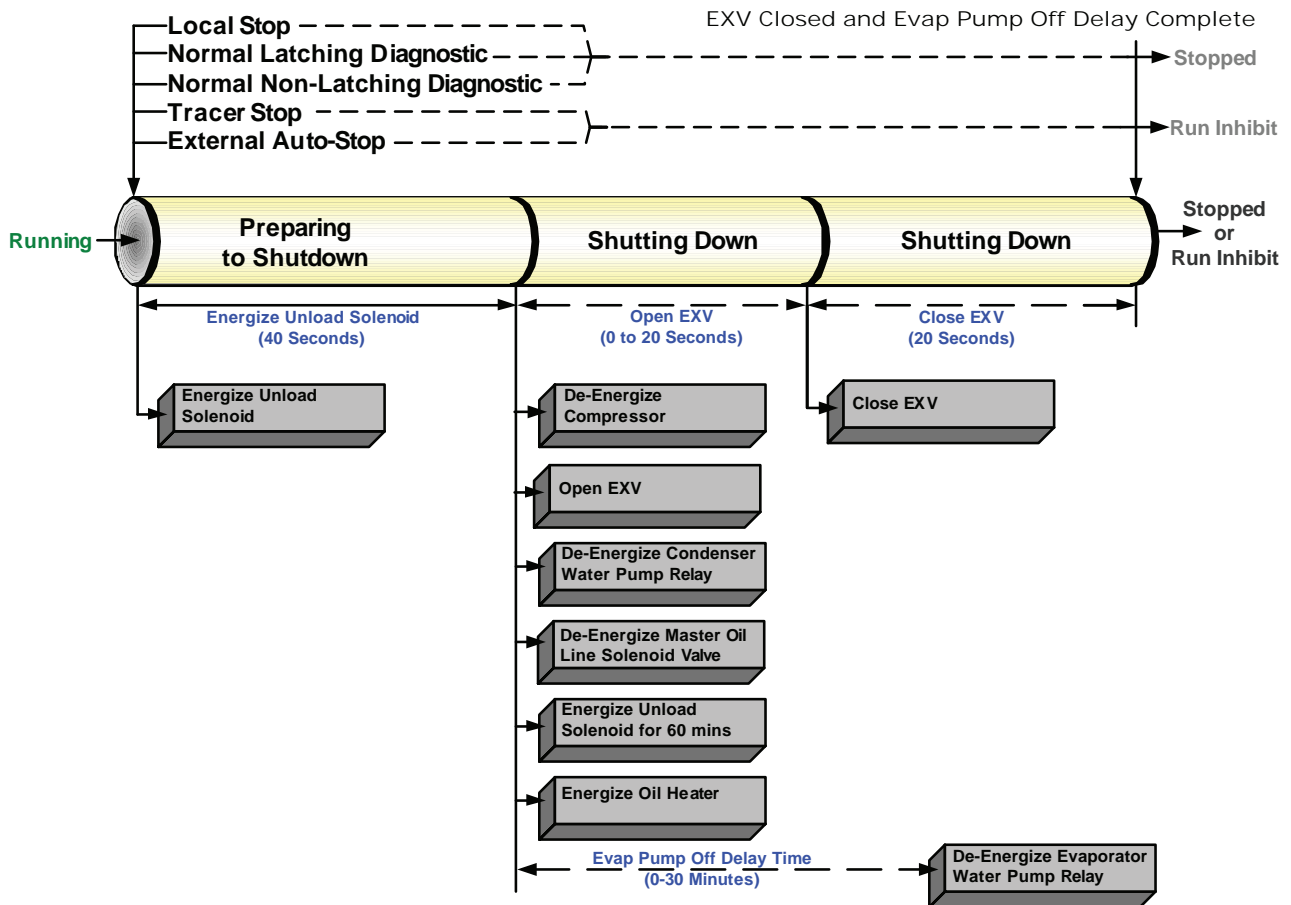 EXV Closed and Evap Pump Off Delay Complete
Local Stop
Normal Latching Diagnostic
Normal Non-Latching Diagnostic
Tracer Stop
External Auto-Stop
Stopped
Run Inhibit
Running
Preparing
to Shutdown
Shutting Down
Shutting Down
Stopped
or
Run Inhibit
Energize Unload Solenoid
(40 Seconds)
Open EXV
(0 to 20 Seconds)
Close EXV
(20 Seconds)
Energize Unload
Solenoid
De-Energize
Compressor
Close EXV
Open EXV
De-Energize Condenser
Water Pump Relay
De-Energize Master Oil
Line Solenoid Valve
Energize Unload
Solenoid for 60 mins
Energize Oil Heater
Evap Pump Off Delay Time
(0-30 Minutes)
De-Energize Evaporator
Water Pump Relay